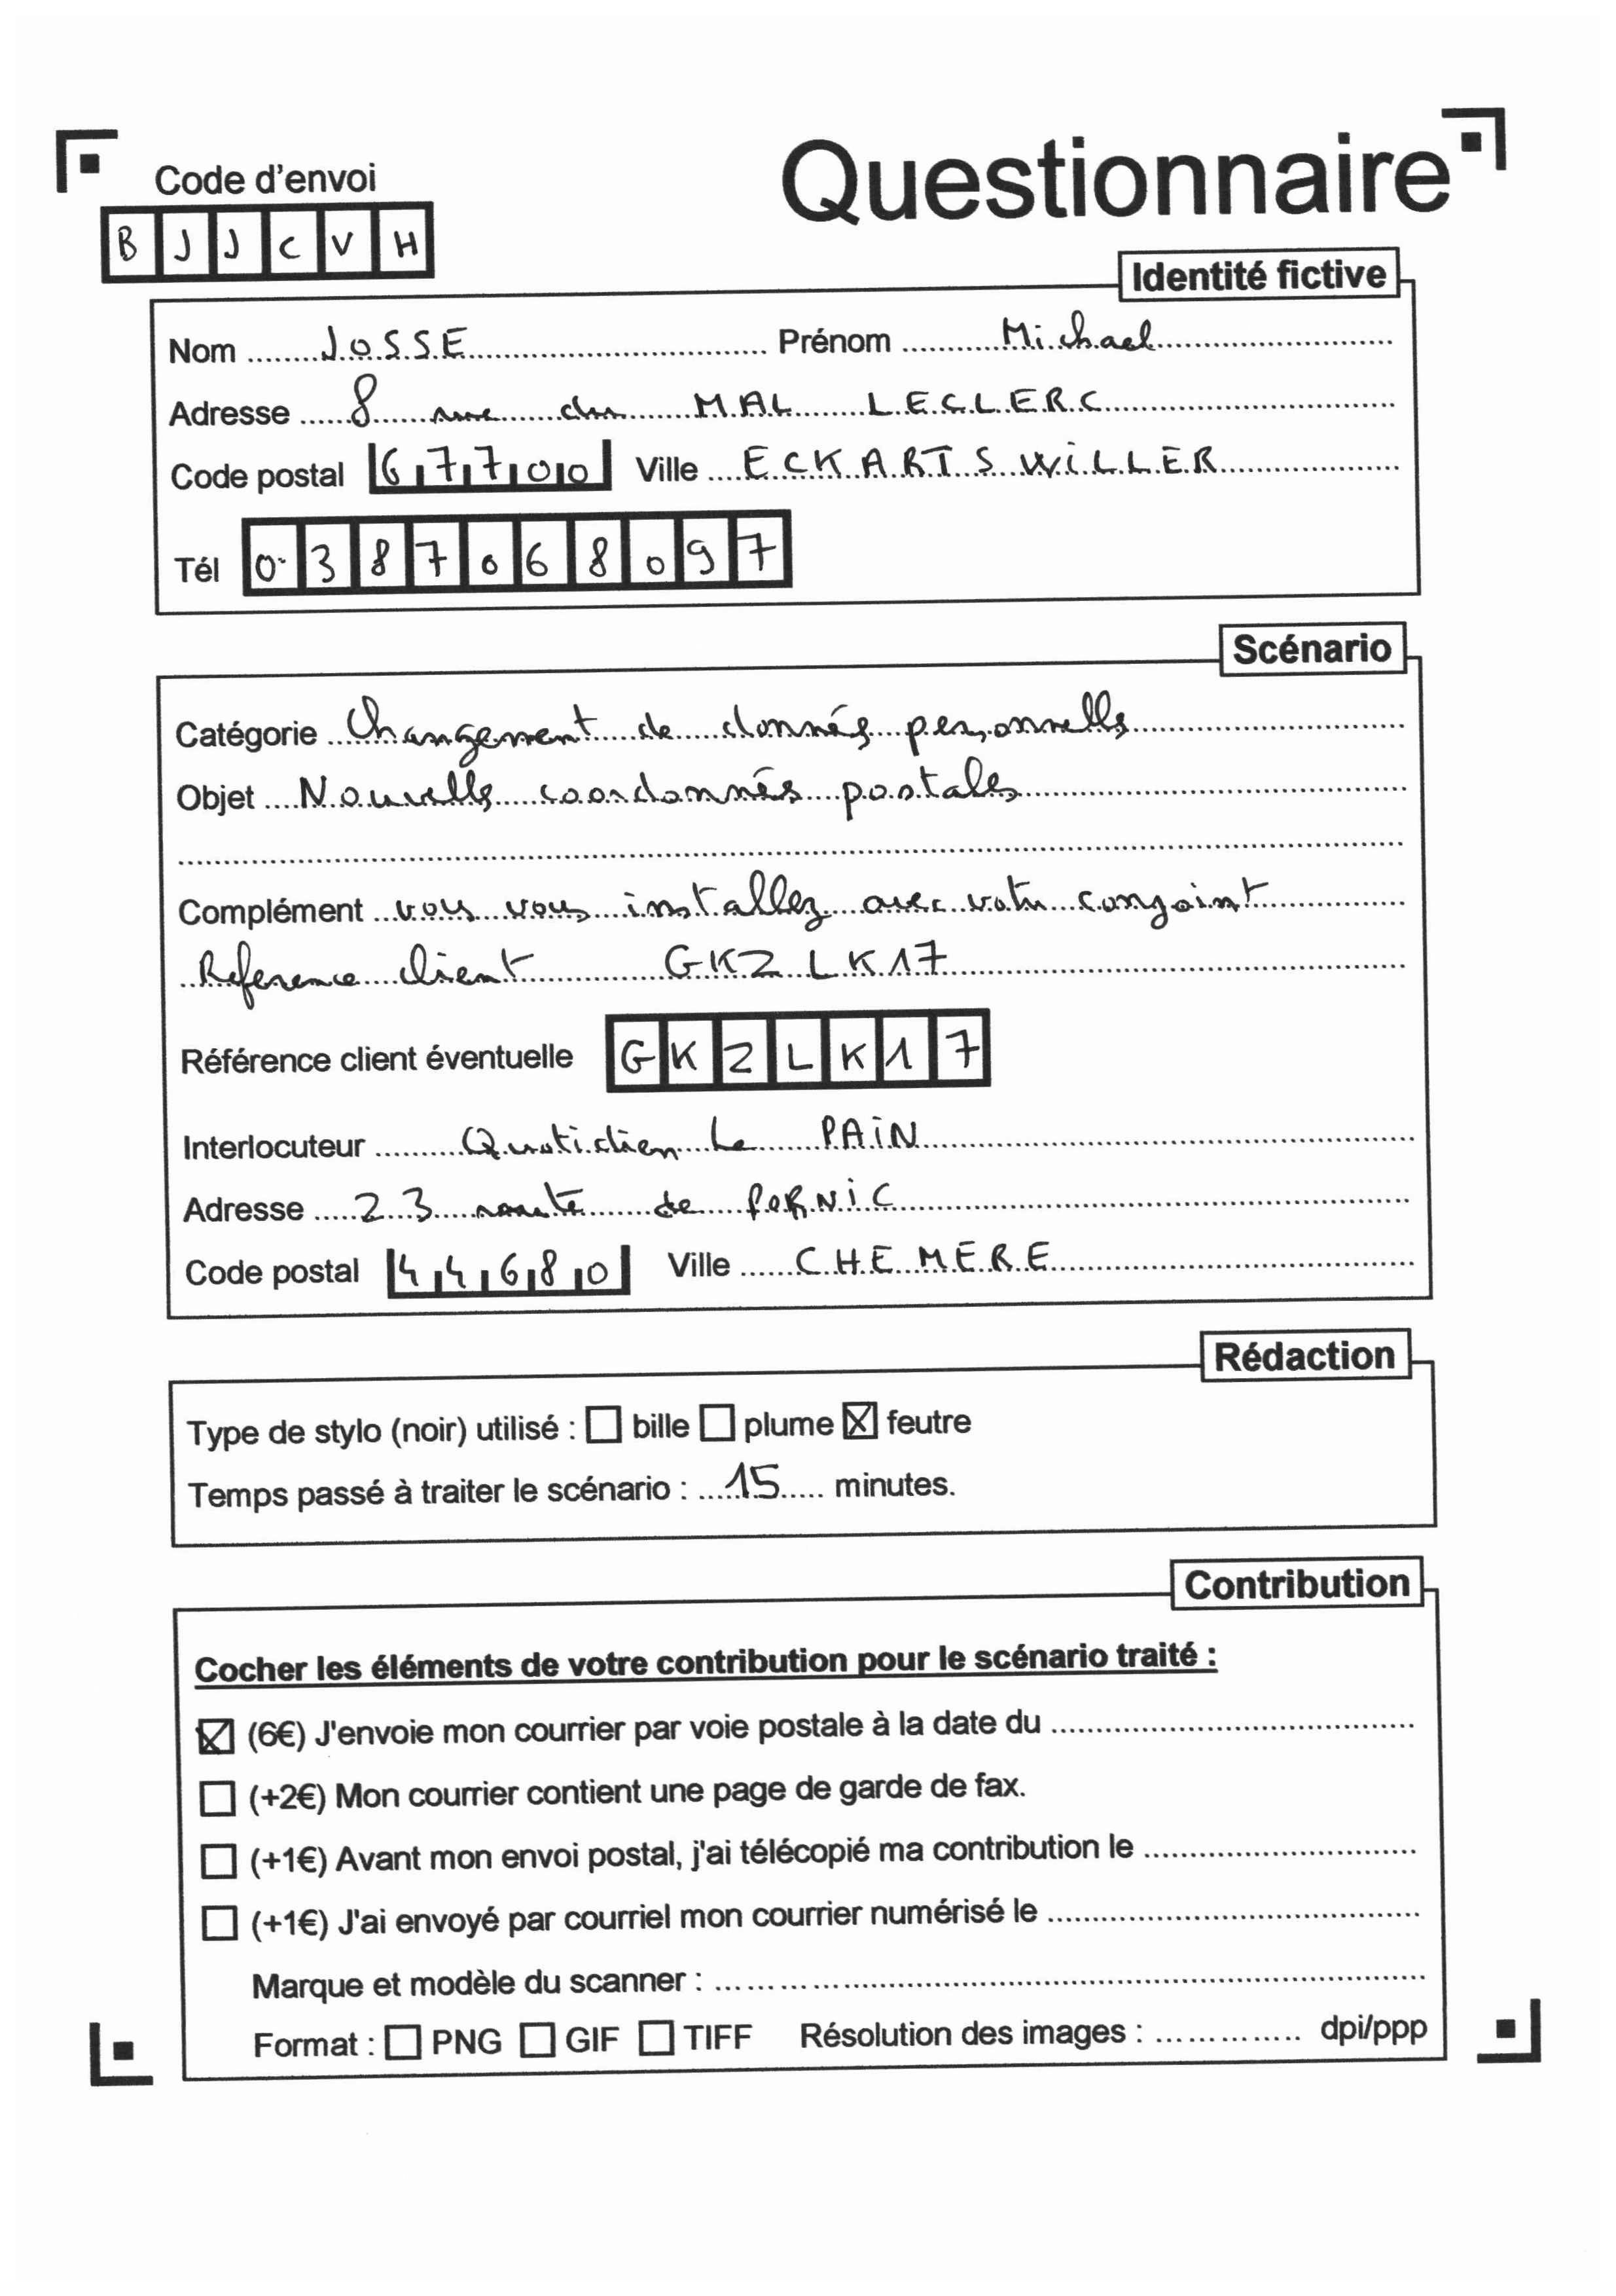 Questionnaire
Code d'envoi
B J J C V H
Identité fictive
Nom ........ JOSSE ........ Prénom ........ Michael ........
Adresse ..... 8 rue du MAL LECLERC .....
Code postal 67700 Ville ... ECKARTSWILLER ...
Tél 0387068097
Scénario
Catégorie Changement de données personnelles
Objet Nouvelles coordonnées postales
Complément vous vous installez avec votre conjoint
Reference client GKZLK17
Référence client éventuelle GKZLK17
Interlocuteur Quotidien Le PAIN
Adresse 23 route de PORNIC
Code postal 44680 Ville CHEMERE
Rédaction
Type de stylo (noir) utilisé : ☐ bille ☐ plume ☒ feutre
Temps passé à traiter le scénario : 15 minutes.
Contribution
Cocher les éléments de votre contribution pour le scénario traité :
☒ (6€) J'envoie mon courrier par voie postale à la date du ........
☐ (+2€) Mon courrier contient une page de garde de fax.
☐ (+1€) Avant mon envoi postal, j'ai télécopié ma contribution le ........
☐ (+1€) J'ai envoyé par courriel mon courrier numérisé le ........
Marque et modèle du scanner : ........
Format : ☐ PNG ☐ GIF ☐ TIFF Résolution des images : ........ dpi/ppp